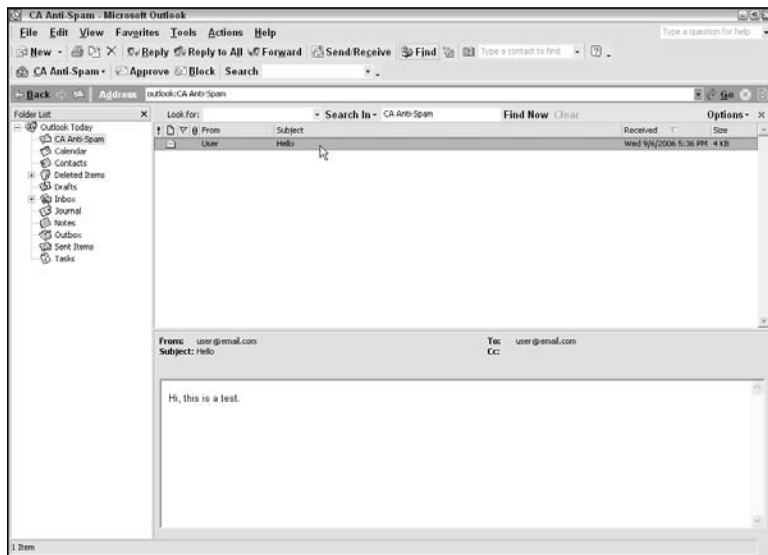 CA Anti-Spam - Microsoft Outlook
File Edit View Favorites Tools Actions Help Type a question for help
New Reply Reply to All Forward Send/Receive Find Type a contact to find
CA Anti-Spam Approve Block Search
Back Address outlook:CA Anti-Spam Go
Folder List Look for: Search In CA Anti-Spam Find Now Clear Options
! From Subject Received Size
User Hello Wed 9/6/2006 5:36 PM 4 KB
Outlook Today
CA Anti-Spam
Calendar
Contacts
Deleted Items
Drafts
Inbox
Journal
Notes
Outbox
Sent Items
Tasks
From: user@email.com To: user@email.com
Subject: Hello Cc:
Hi, this is a test.
1 Item